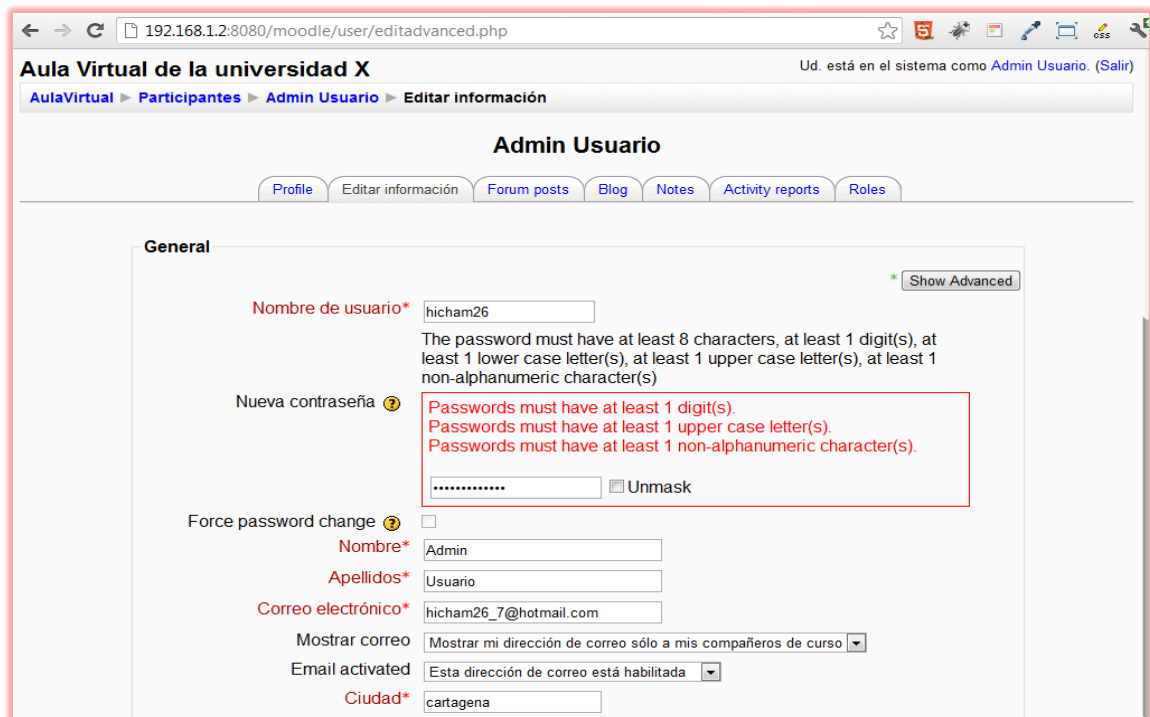 192.168.1.2:8080/moodle/user/editadvanced.php
Aula Virtual de la universidad X
Ud. está en el sistema como Admin Usuario. (Salir)
AulaVirtual ► Participantes ► Admin Usuario ► Editar información
Admin Usuario
Profile Editar información Forum posts Blog Notes Activity reports Roles
General
* Show Advanced
Nombre de usuario* hicham26
The password must have at least 8 characters, at least 1 digit(s), at
least 1 lower case letter(s), at least 1 upper case letter(s), at least 1
non-alphanumeric character(s)
Nueva contraseña
Passwords must have at least 1 digit(s).
Passwords must have at least 1 upper case letter(s).
Passwords must have at least 1 non-alphanumeric character(s).
••••••••••••• Unmask
Force password change
Nombre* Admin
Apellidos* Usuario
Correo electrónico* hicham26_7@hotmail.com
Mostrar correo Mostrar mi dirección de correo sólo a mis compañeros de curso
Email activated Esta dirección de correo está habilitada
Ciudad* cartagena